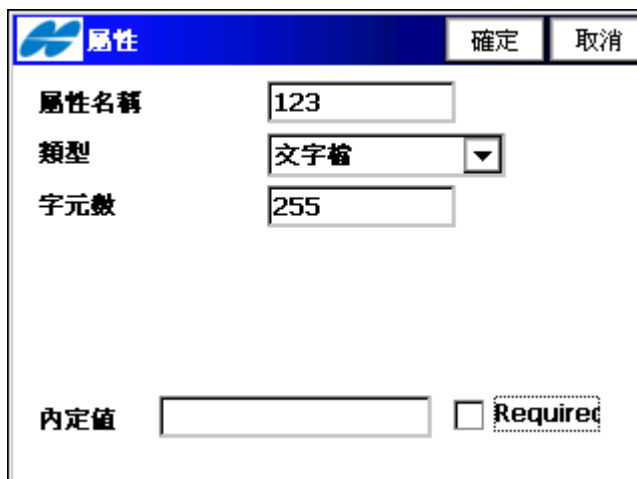 屬性 確定 取消
屬性名稱 123
類型 文字檔
字元數 255
內定值 Required